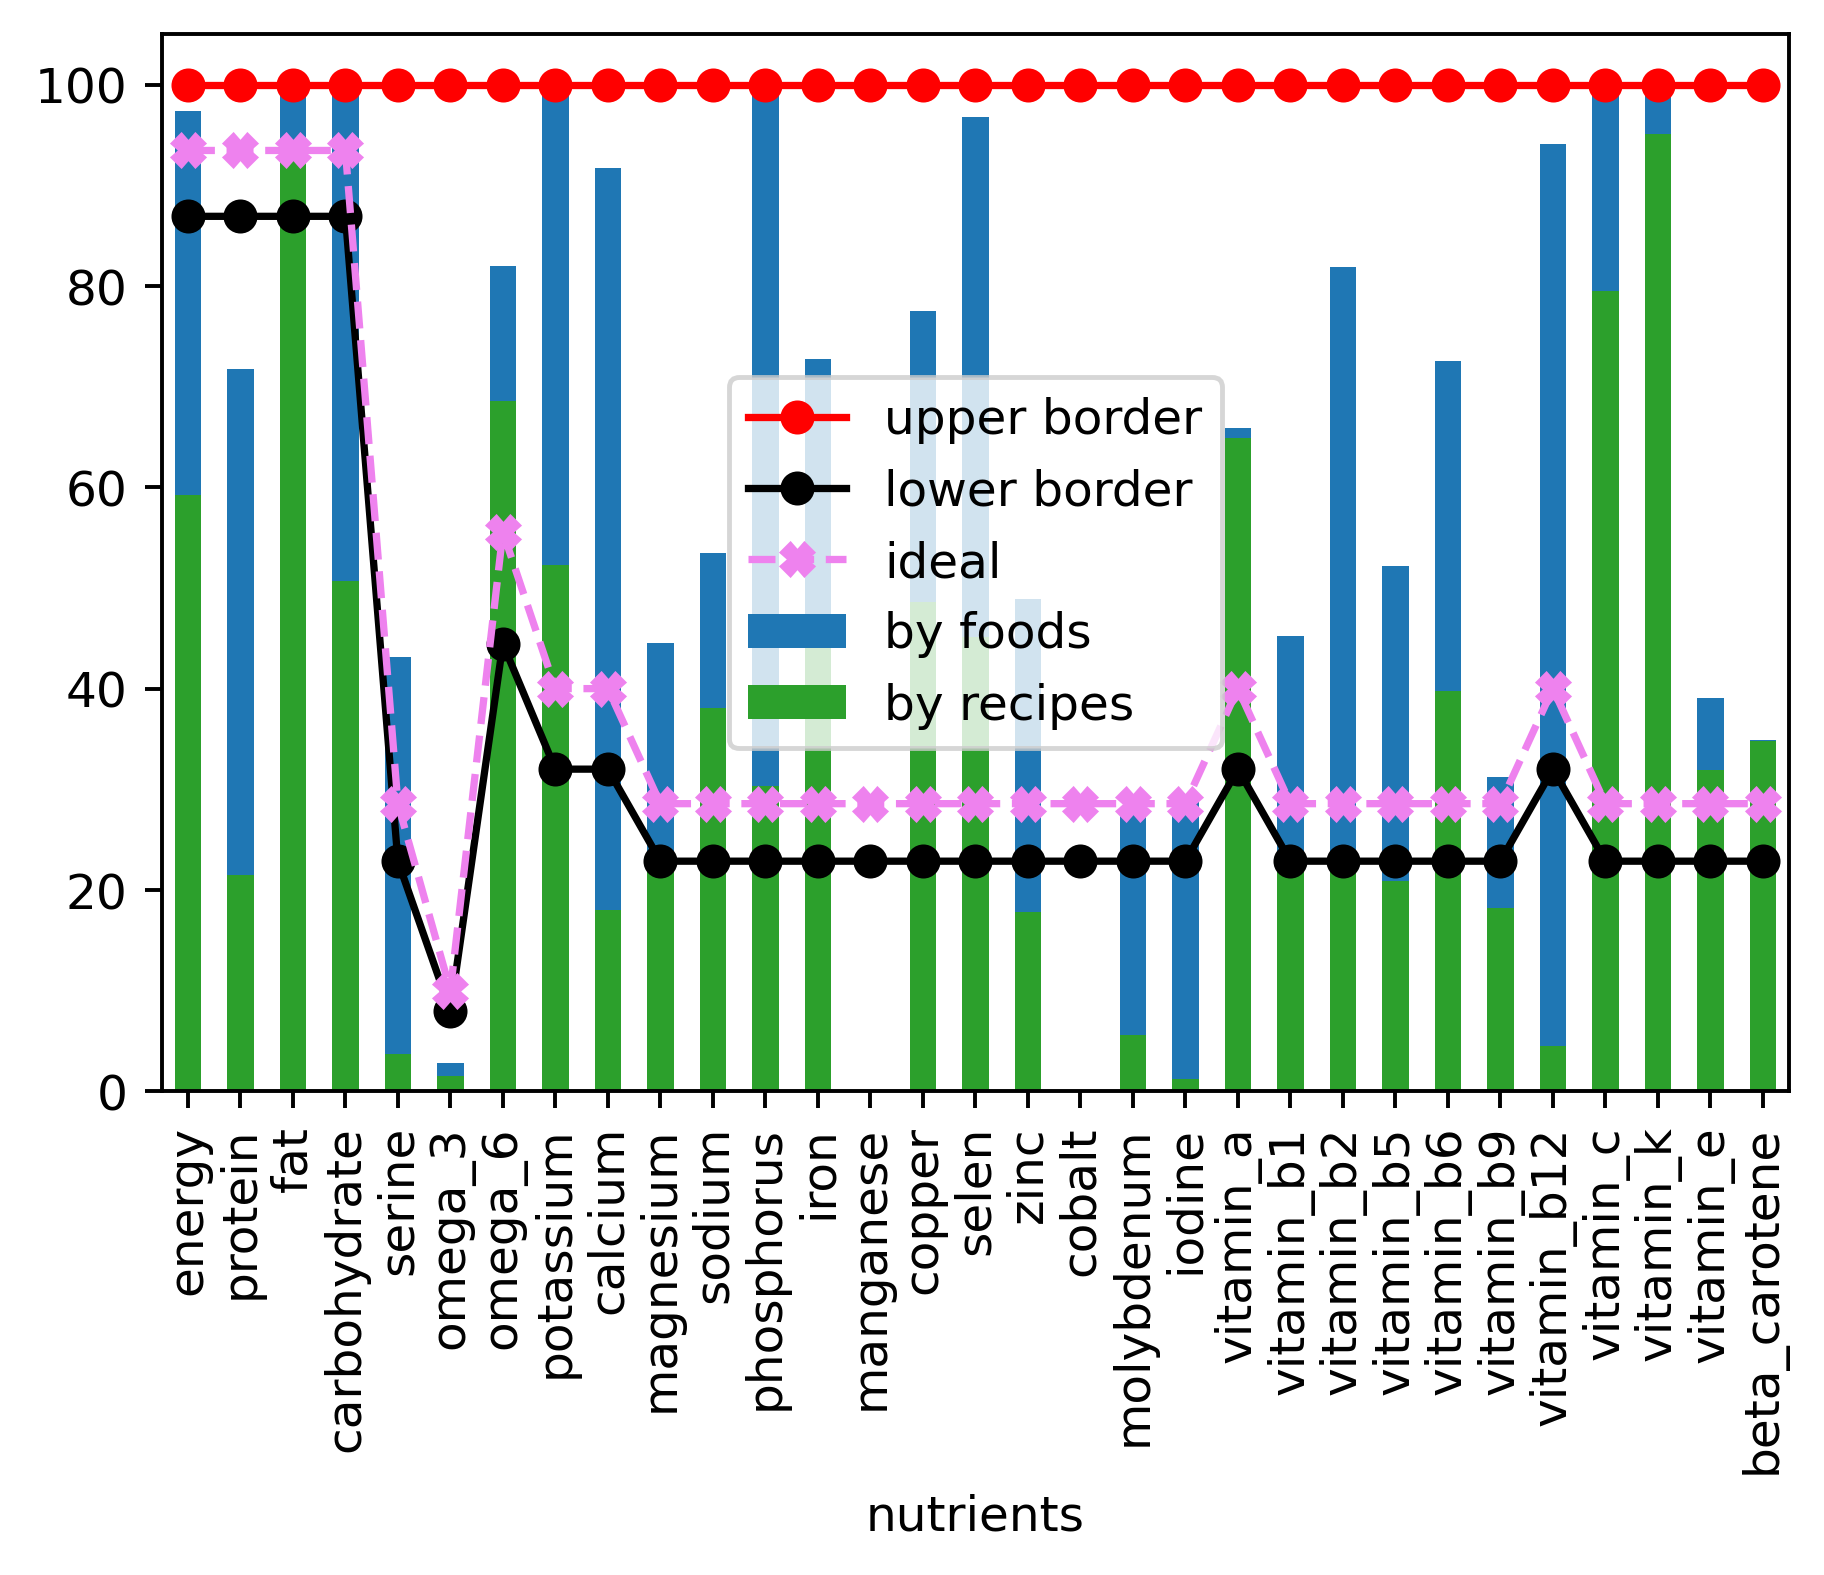 100
80
60
40
20
0
upper border
lower border
ideal
by foods
by recipes
energy
protein
fat
carbohydrate
serine
omega_3
omega_6
potassium
calcium
magnesium
sodium
phosphorus
iron
manganese
copper
selen
zinc
cobalt
molybdenum
iodine
vitamin_a
vitamin_b1
vitamin_b2
vitamin_b5
vitamin_b6
vitamin_b9
vitamin_b12
vitamin_c
vitamin_k
vitamin_e
beta_carotene
nutrients